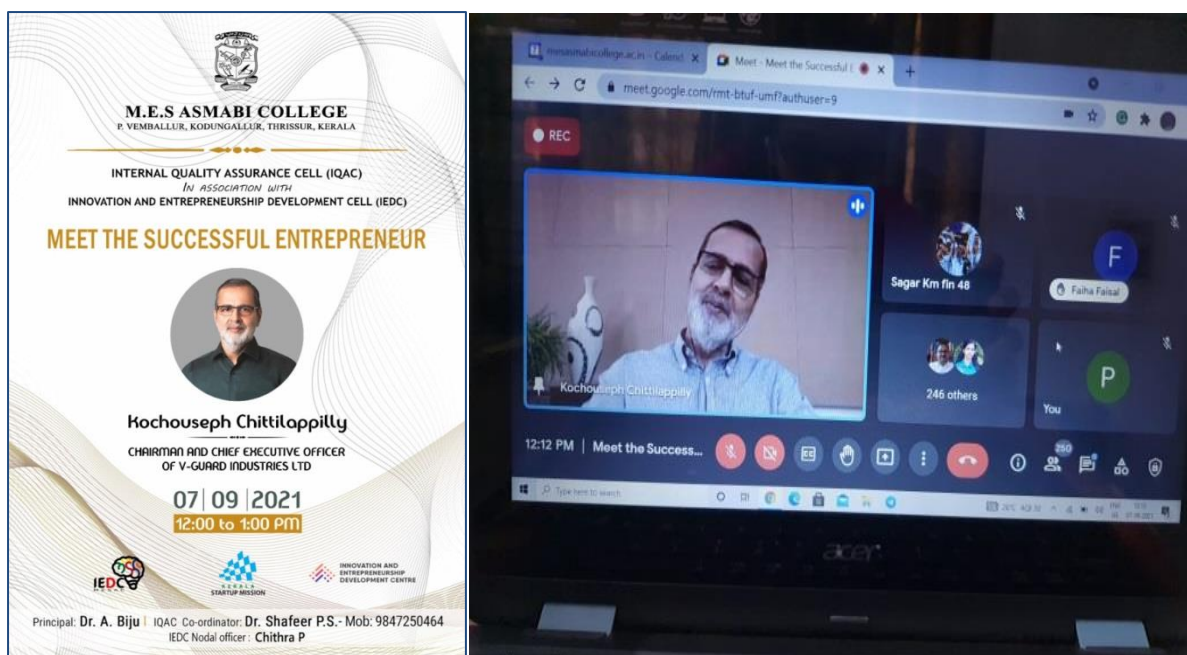 M.E.S ASMABI COLLEGE
P. VEMBALLUR, KODUNGALLUR, THRISSUR, KERALA
INTERNAL QUALITY ASSURANCE CELL (IQAC)
IN ASSOCIATION WITH
INNOVATION AND ENTREPRENEURSHIP DEVELOPMENT CELL (IEDC)
MEET THE SUCCESSFUL ENTREPRENEUR
Kochouseph Chittilappilly
CHAIRMAN AND CHIEF EXECUTIVE OFFICER
OF V-GUARD INDUSTRIES LTD
07| 09 |2021
12:00 to 1:00 PM
IEDC
KERALA
STARTUP MISSION
INNOVATION AND
ENTREPRENEURSHIP
DEVELOPMENT CENTRE
Principal: Dr. A. Biju | IQAC Co-ordinator: Dr. Shafeer P.S.- Mob: 9847250464
IEDC Nodal officer : Chithra P
mesasmabicollege.ac.in - Calend
Meet - Meet the Successful
meet.google.com/rmt-btuf-umf?authuser=9
REC
Kochouseph Chittilappilly
Sagar Km fin 48
F
Faiha Faisal
246 others
P
You
12:12 PM | Meet the Success...
250
Type here to search
acer